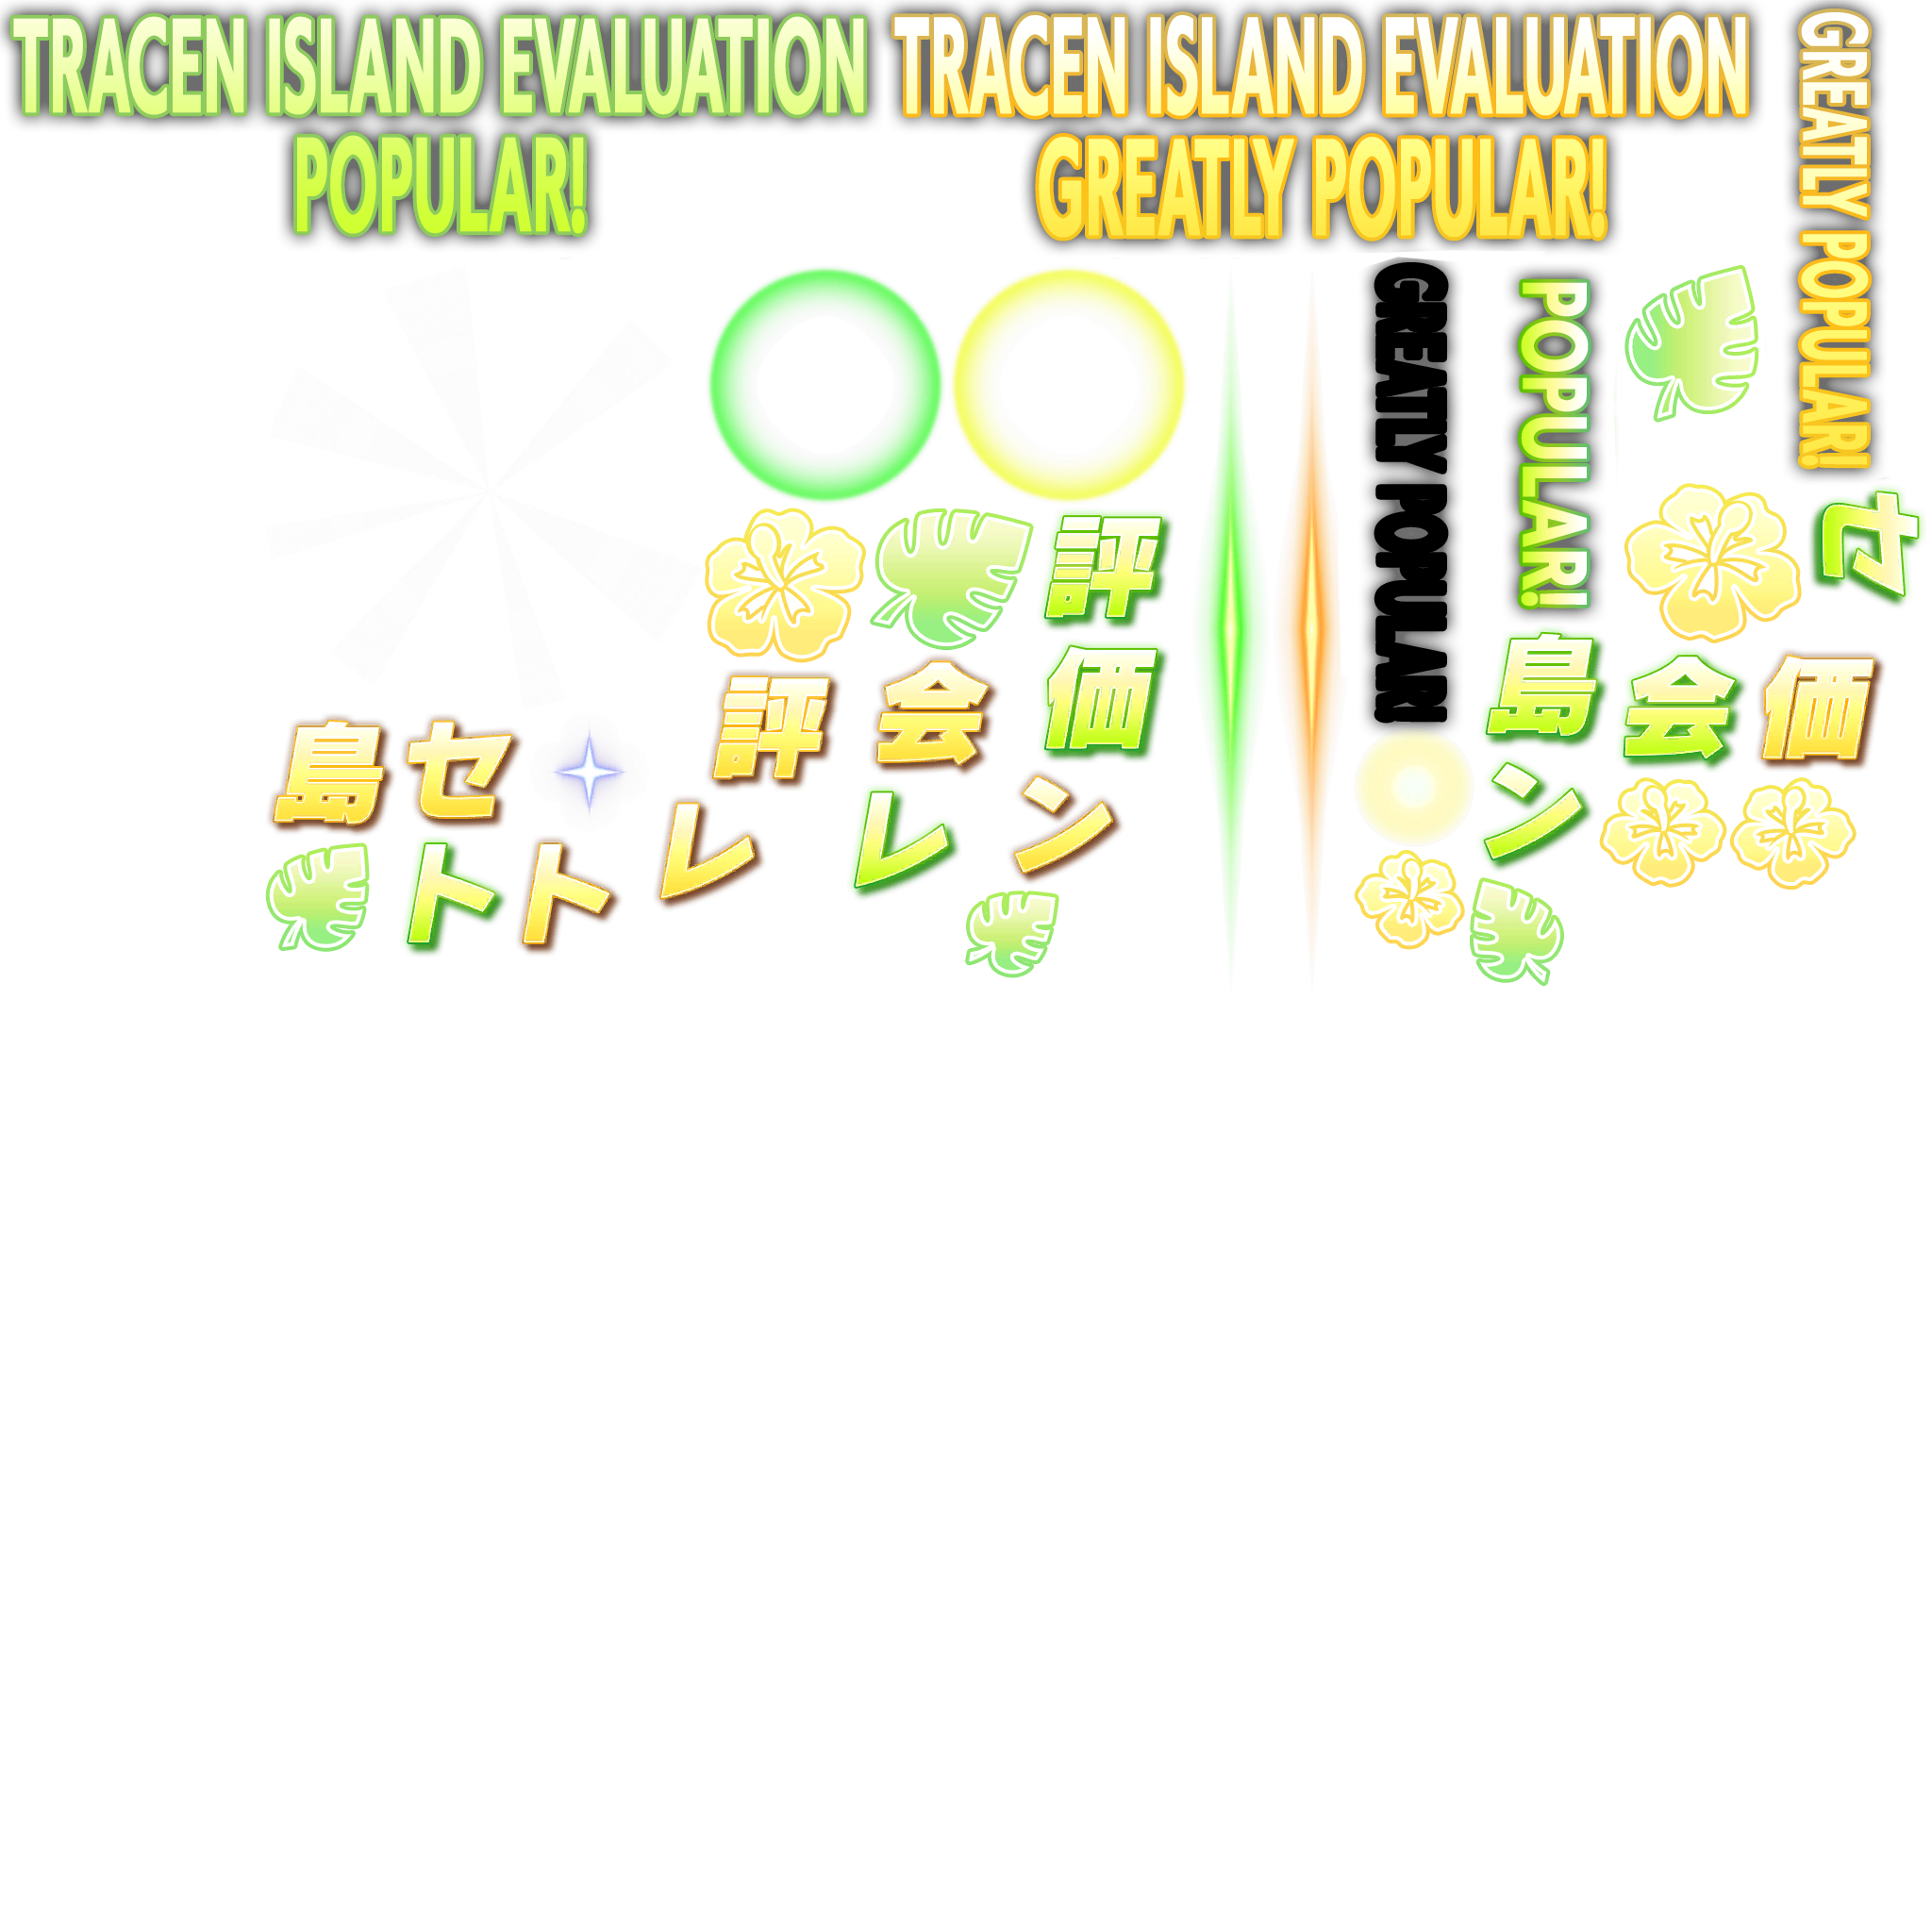 TRACEN ISLAND EVALUATION
POPULAR!
TRACEN ISLAND EVALUATION
GREATLY POPULAR!
GREATLY POPULAR!
GREATLY POPULAR!
POPULAR!
セ
評
価
島
会
価
評
会
島
セ
レ
レ
ン
ン
ト
ト